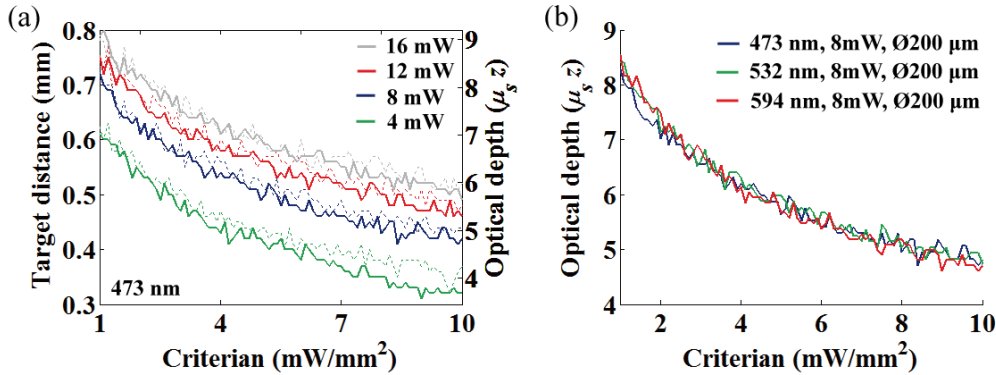 (a)
0.8
0.7
0.6
0.5
0.4
0.3
Target distance (mm)
16 mW
12 mW
8 mW
4 mW
473 nm
1
4
7
10
Criterian (mW/mm²)
9
8
7
6
5
4
Optical depth (μs z)
(b)
9
8
7
6
5
4
Optical depth (μs z)
473 nm, 8mW, Ø200 μm
532 nm, 8mW, Ø200 μm
594 nm, 8mW, Ø200 μm
2
4
6
8
10
Criterian (mW/mm²)